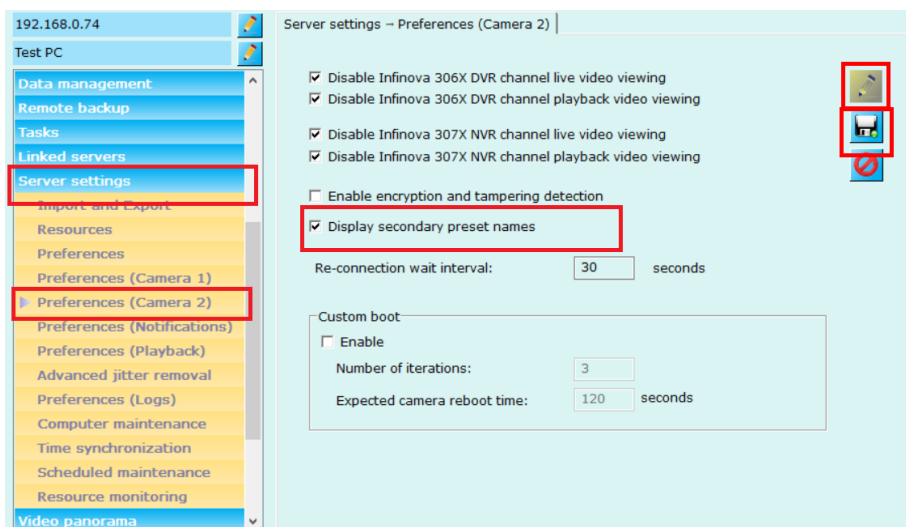 192.168.0.74
Test PC
Data management
Remote backup
Tasks
Linked servers
Server settings
Import and Export
Resources
Preferences
Preferences (Camera 1)
Preferences (Camera 2)
Preferences (Notifications)
Preferences (Playback)
Advanced jitter removal
Preferences (Logs)
Computer maintenance
Time synchronization
Scheduled maintenance
Resource monitoring
Video panorama
Server settings → Preferences (Camera 2)
Disable Infinova 306X DVR channel live video viewing
Disable Infinova 306X DVR channel playback video viewing
Disable Infinova 307X NVR channel live video viewing
Disable Infinova 307X NVR channel playback video viewing
Enable encryption and tampering detection
Display secondary preset names
Re-connection wait interval: 30 seconds
Custom boot
Enable
Number of iterations: 3
Expected camera reboot time: 120 seconds